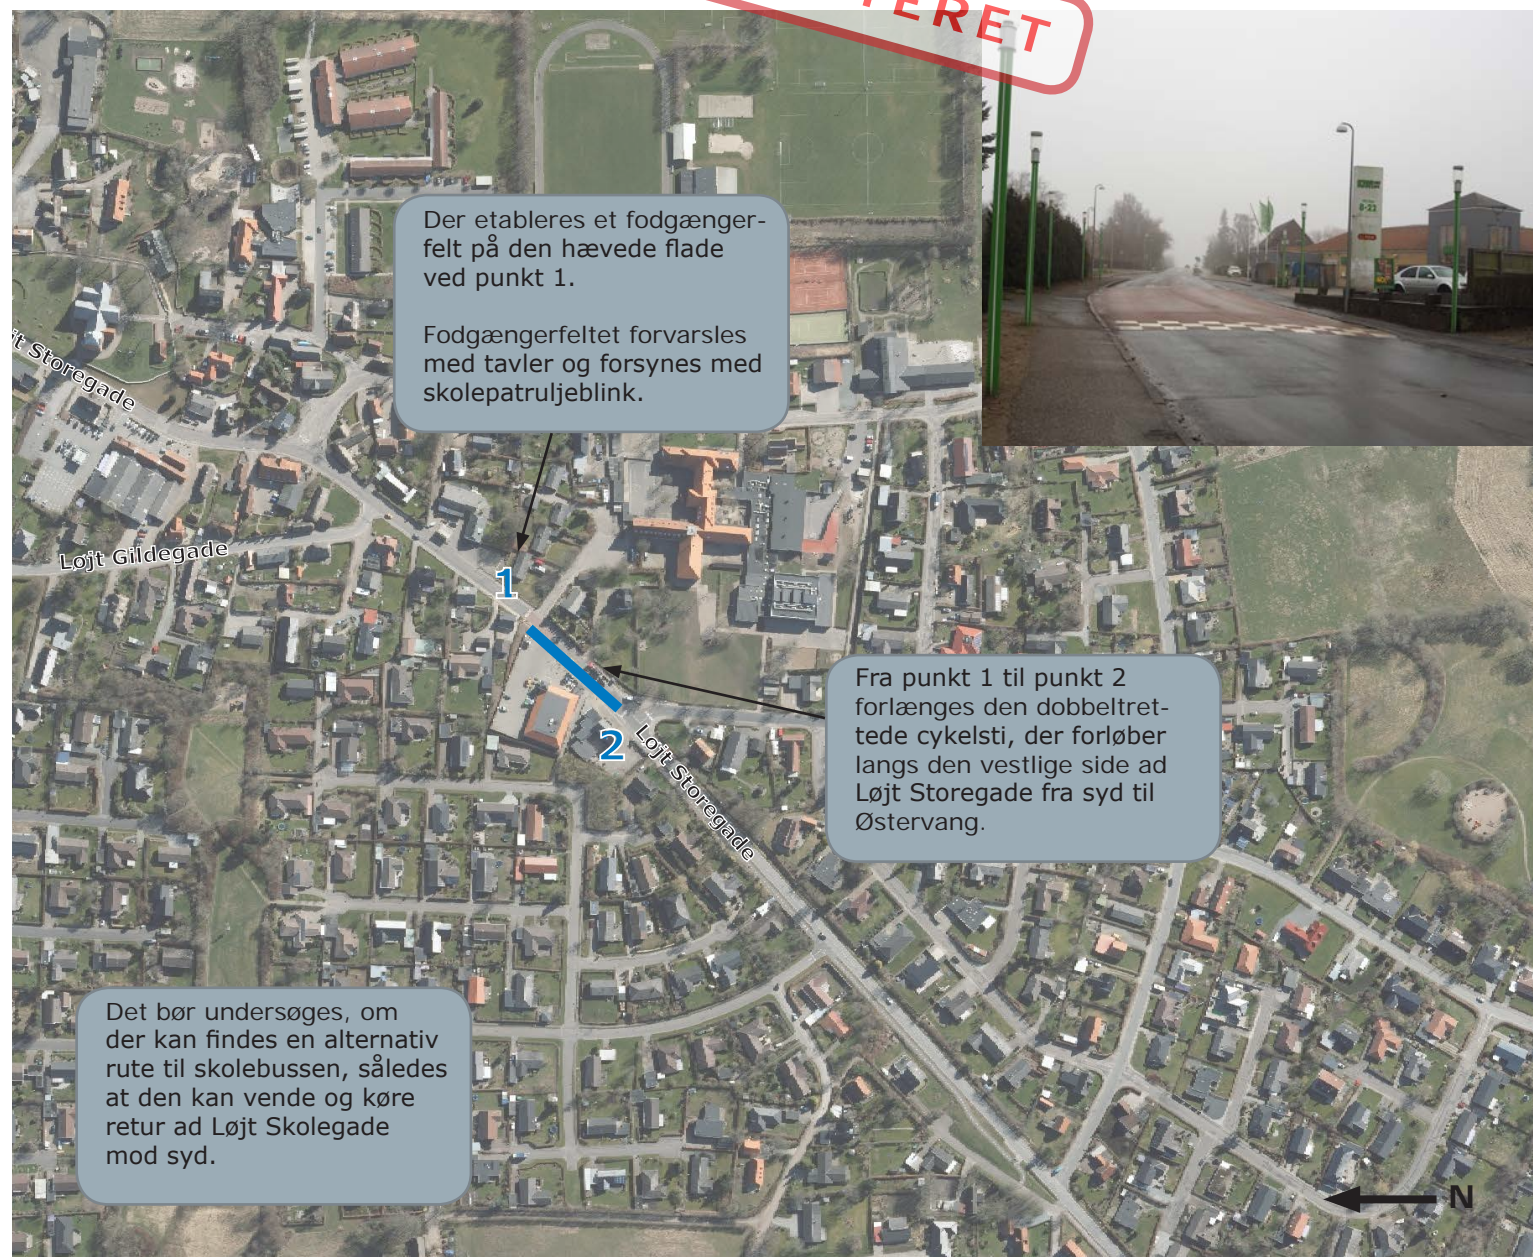 ERET
Der etableres et fodgænger-
felt på den hævede flade
ved punkt 1.
Fodgængerfeltet forvarsles
med tavler og forsynes med
skolepatruljeblink.
Storegade
Løjt Gildegade
1
2
Løjt Storegade
Fra punkt 1 til punkt 2
forlænges den dobbeltret-
tede cykelsti, der forløber
langs den vestlige side ad
Løjt Storegade fra syd til
Østervang.
Det bør undersøges, om
der kan findes en alternativ
rute til skolebussen, således
at den kan vende og køre
retur ad Løjt Skolegade
mod syd.
N
8-22